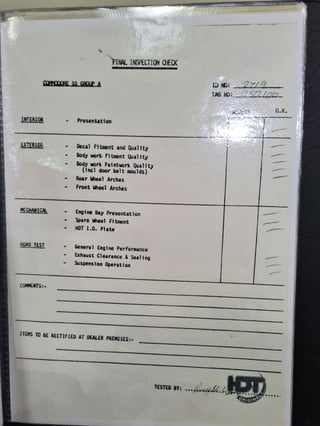 FINAL INSPECTION CHECK
COMMODORE SS GROUP A
ID NO:
TAG NO:
O.K.
INTERIOR - Presentation
EXTERIOR - Decal Fitment and Quality
- Body work Fitment Quality
- Body work Paintwork Quality
(incl door belt moulds)
- Rear Wheel Arches
- Front Wheel Arches
MECHANICAL - Engine Bay Presentation
- Spare Wheel Fitment
- HDT I.D. Plate
ROAD TEST - General Engine Performance
- Exhaust Clearance & Sealing
- Suspension Operation
COMMENTS:-
ITEMS TO BE RECTIFIED AT DEALER PREMISES:-
TESTED BY:
HDT